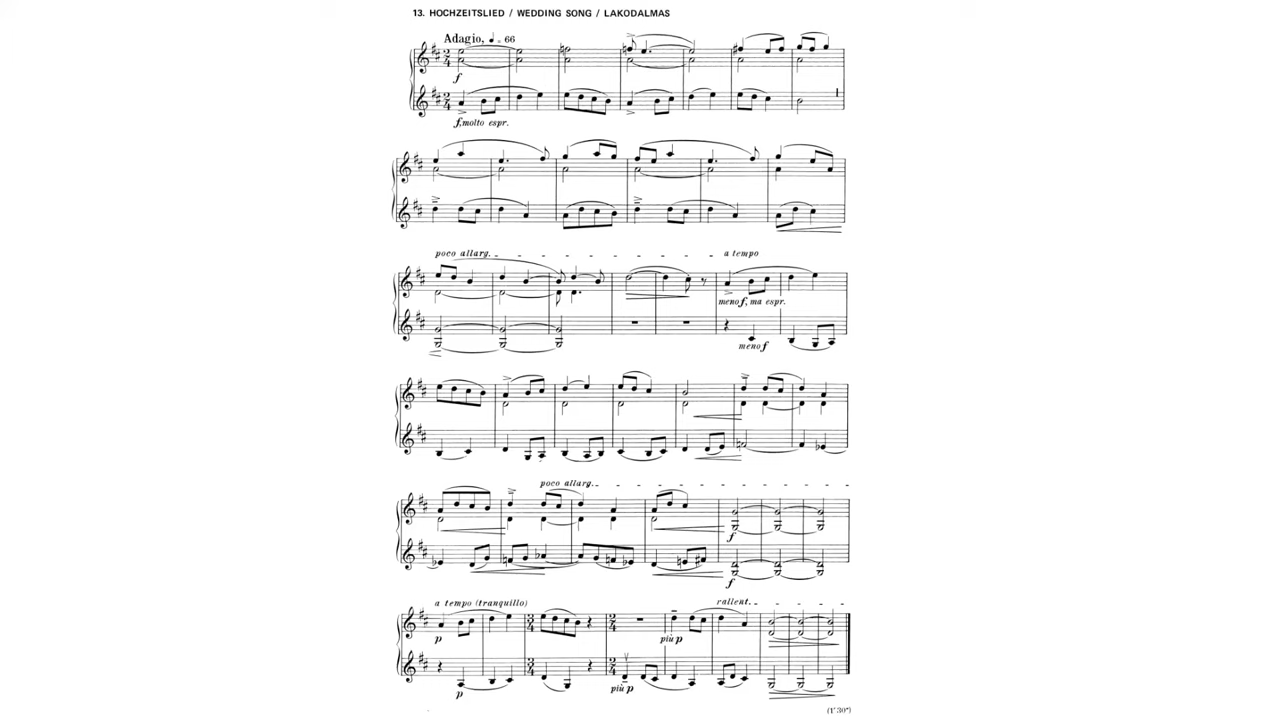 13. HOCHZEITSLIED / WEDDING SONG / LAKODALMAS
Adagio, ♩ = 66
f
f, molto espr.
poco allarg.
a tempo
meno f, ma espr.
meno f
poco allarg.
f
f
a tempo (tranquillo)
rallent.
p
più p
p
più p
(1' 30")